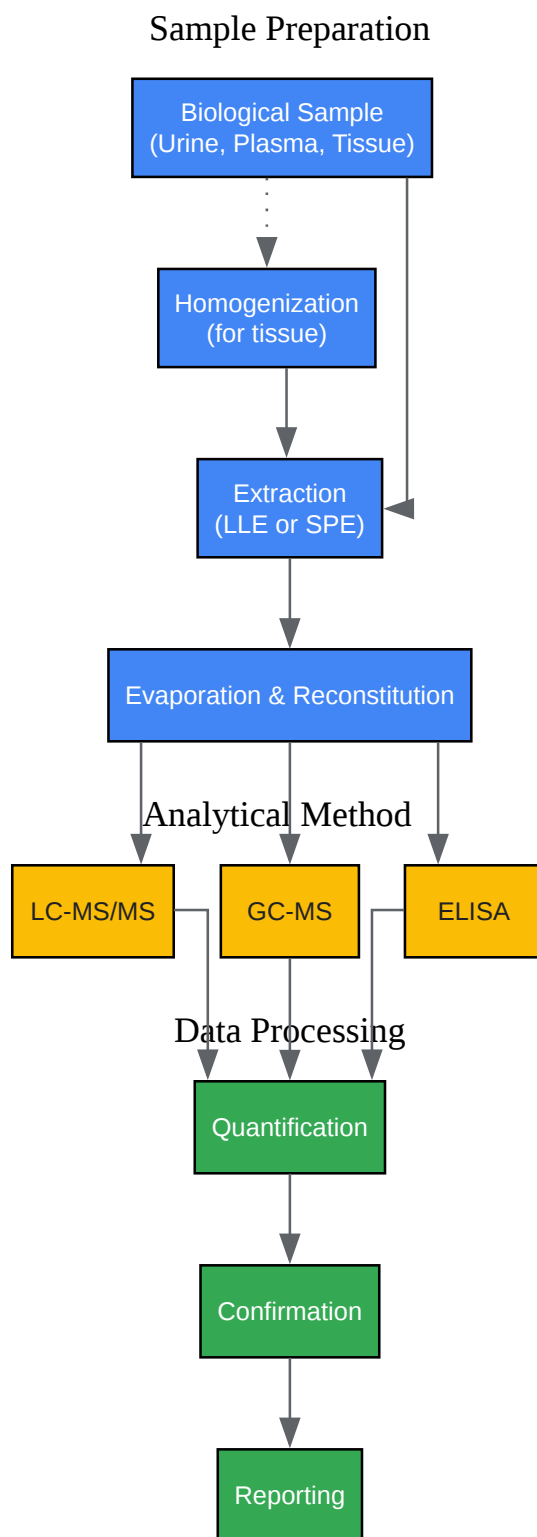 Sample Preparation
Biological Sample
(Urine, Plasma, Tissue)
Homogenization
(for tissue)
Extraction
(LLE or SPE)
Evaporation & Reconstitution
Analytical Method
LC-MS/MS
GC-MS
ELISA
Data Processing
Quantification
Confirmation
Reporting